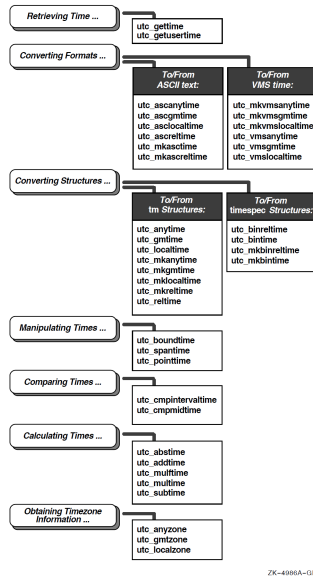 Retrieving Time ...
utc_gettime
utc_getusertime
Converting Formats ...
To/From
ASCII text:
utc_ascanytime
utc_ascgmtime
utc_asclocaltime
utc_ascreltime
utc_mkasctime
utc_mkascreltime
To/From
VMS time:
utc_mkvmsanytime
utc_mkvmsgmtime
utc_mkvmslocaltime
utc_vmsanytime
utc_vmsgmtime
utc_vmslocaltime
Converting Structures ...
To/From
tm Structures:
utc_anytime
utc_gmtime
utc_localtime
utc_mkanytime
utc_mkgmtime
utc_mklocaltime
utc_mkreltime
utc_reltime
To/From
timespec Structures:
utc_binreltime
utc_bintime
utc_mkbinreltime
utc_mkbintime
Manipulating Times ...
utc_boundtime
utc_spantime
utc_pointtime
Comparing Times ...
utc_cmpintervaltime
utc_cmpmidtime
Calculating Times ...
utc_abstime
utc_addtime
utc_mulftime
utc_multime
utc_subtime
Obtaining Timezone
Information ...
utc_anyzone
utc_gmtzone
utc_localzone
ZK-4986A-GE